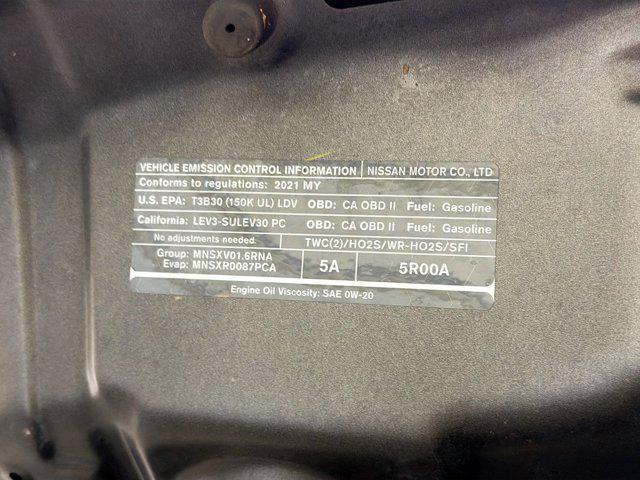 VEHICLE EMISSION CONTROL INFORMATION NISSAN MOTOR CO., LTD
Conforms to regulations: 2021 MY
U.S. EPA: T3B30 (150K UL) LDV OBD: CA OBD II Fuel: Gasoline
California: LEV3-SULEV30 PC OBD: CA OBD II Fuel: Gasoline
No adjustments needed. TWC(2)/HO2S/WR-HO2S/SFI
Group: MNSXV01.6RNA
Evap: MNSXR0087PCA 5A 5R00A
Engine Oil Viscosity: SAE 0W-20